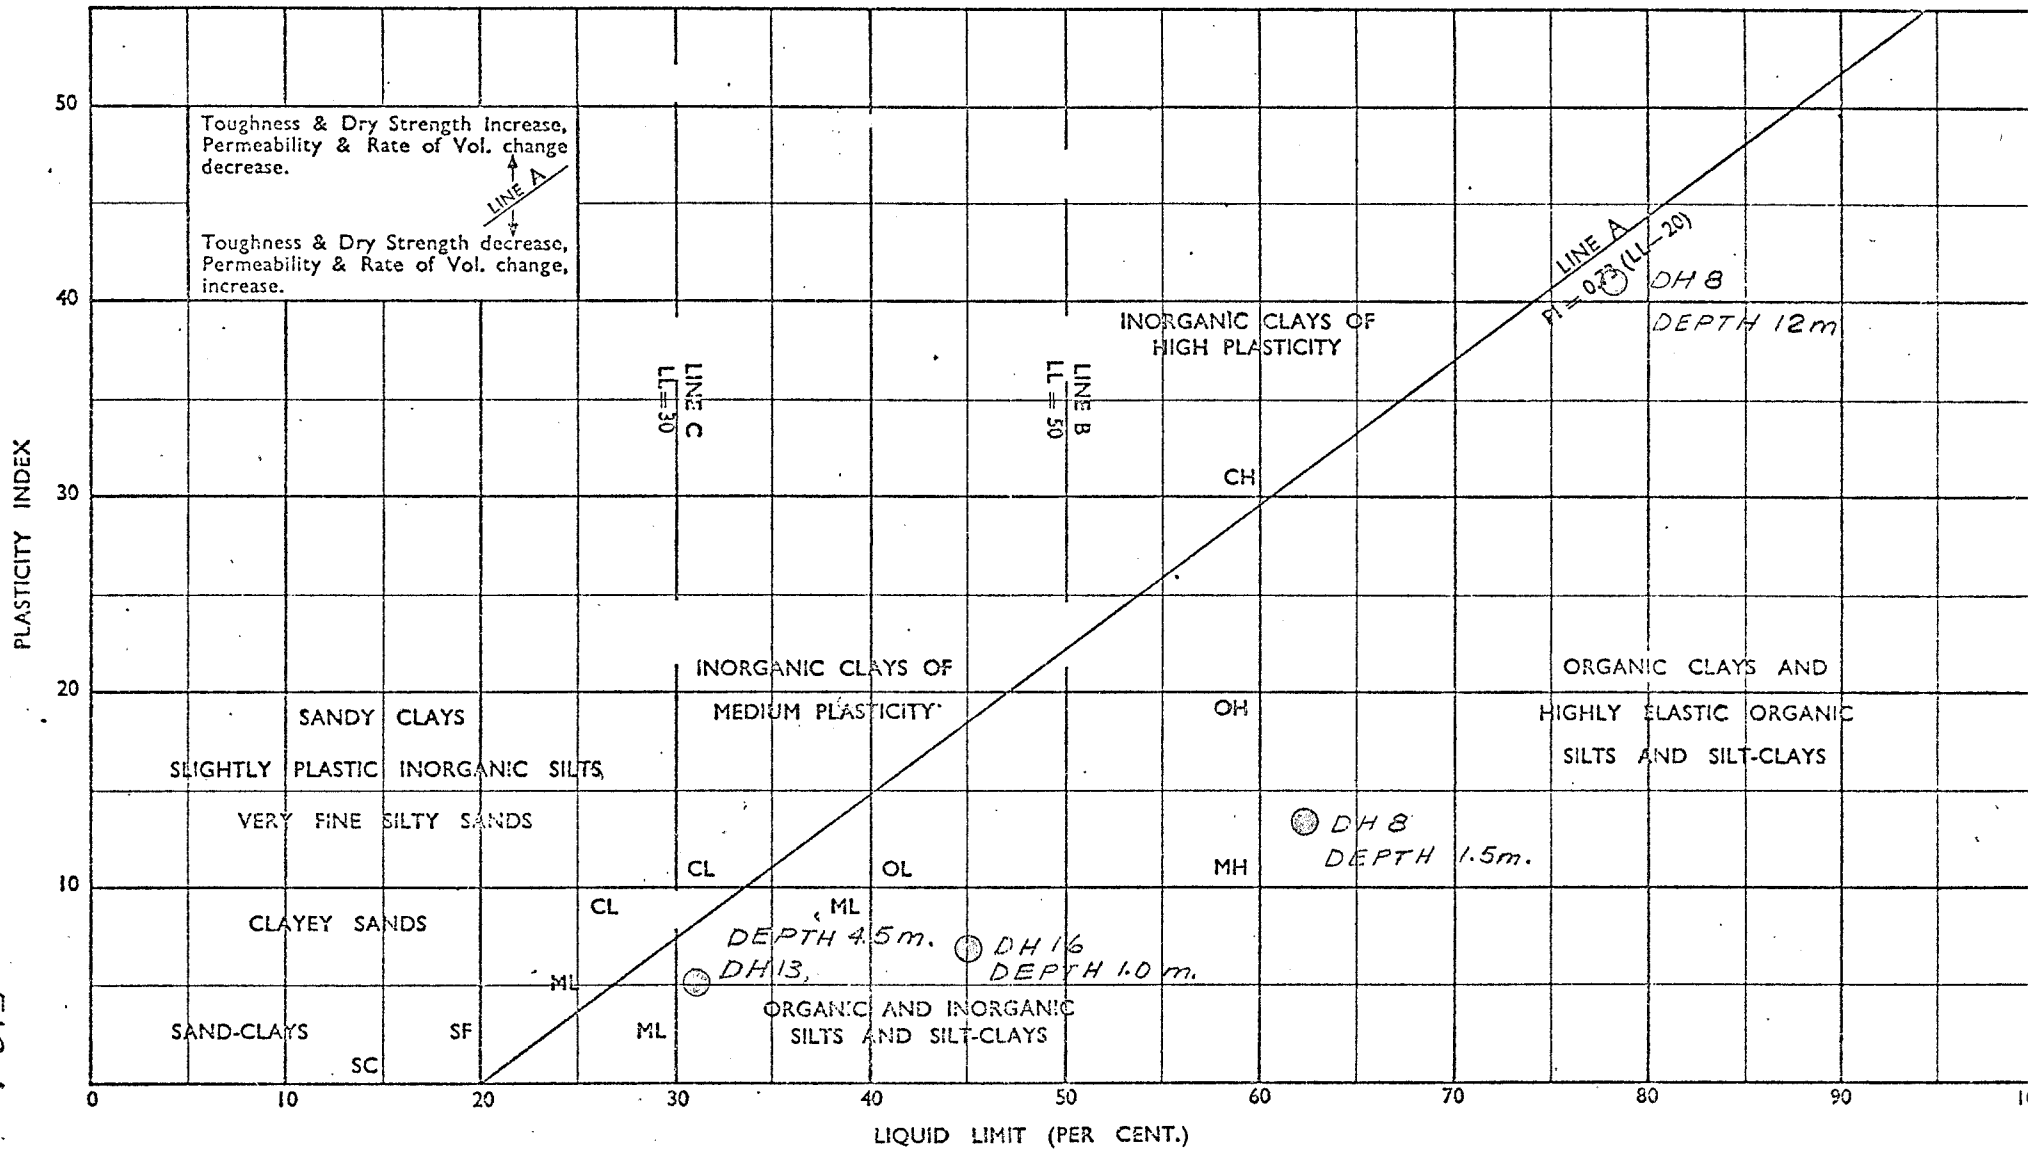 50
40
30
20
10
PLASTICITY INDEX
Toughness & Dry Strength increase,
Permeability & Rate of Vol. change
decrease.
LINE A
Toughness & Dry Strength decrease,
Permeability & Rate of Vol. change,
increase.
LINE C
LL=30
LINE B
LL=50
INORGANIC CLAYS OF
HIGH PLASTICITY
LINE A
PI = 0.73 (LL-20)
DH 8
DEPTH 12m
CH
INORGANIC CLAYS OF
MEDIUM PLASTICITY
OH
ORGANIC CLAYS AND
HIGHLY ELASTIC ORGANIC
SILTS AND SILT-CLAYS
SANDY CLAYS
SLIGHTLY PLASTIC INORGANIC SILTS,
VERY FINE SILTY SANDS
DH 8
DEPTH 1.5m.
CL
OL
MH
CL
ML
CLAYEY SANDS
DEPTH 4.5m.
DH13,
DH 16
DEPTH 1.0 m.
ML
ORGANIC AND INORGANIC
SILTS AND SILT-CLAYS
SAND-CLAYS
SF
ML
SC
0 10 20 30 40 50 60 70 80 90
LIQUID LIMIT (PER CENT.)